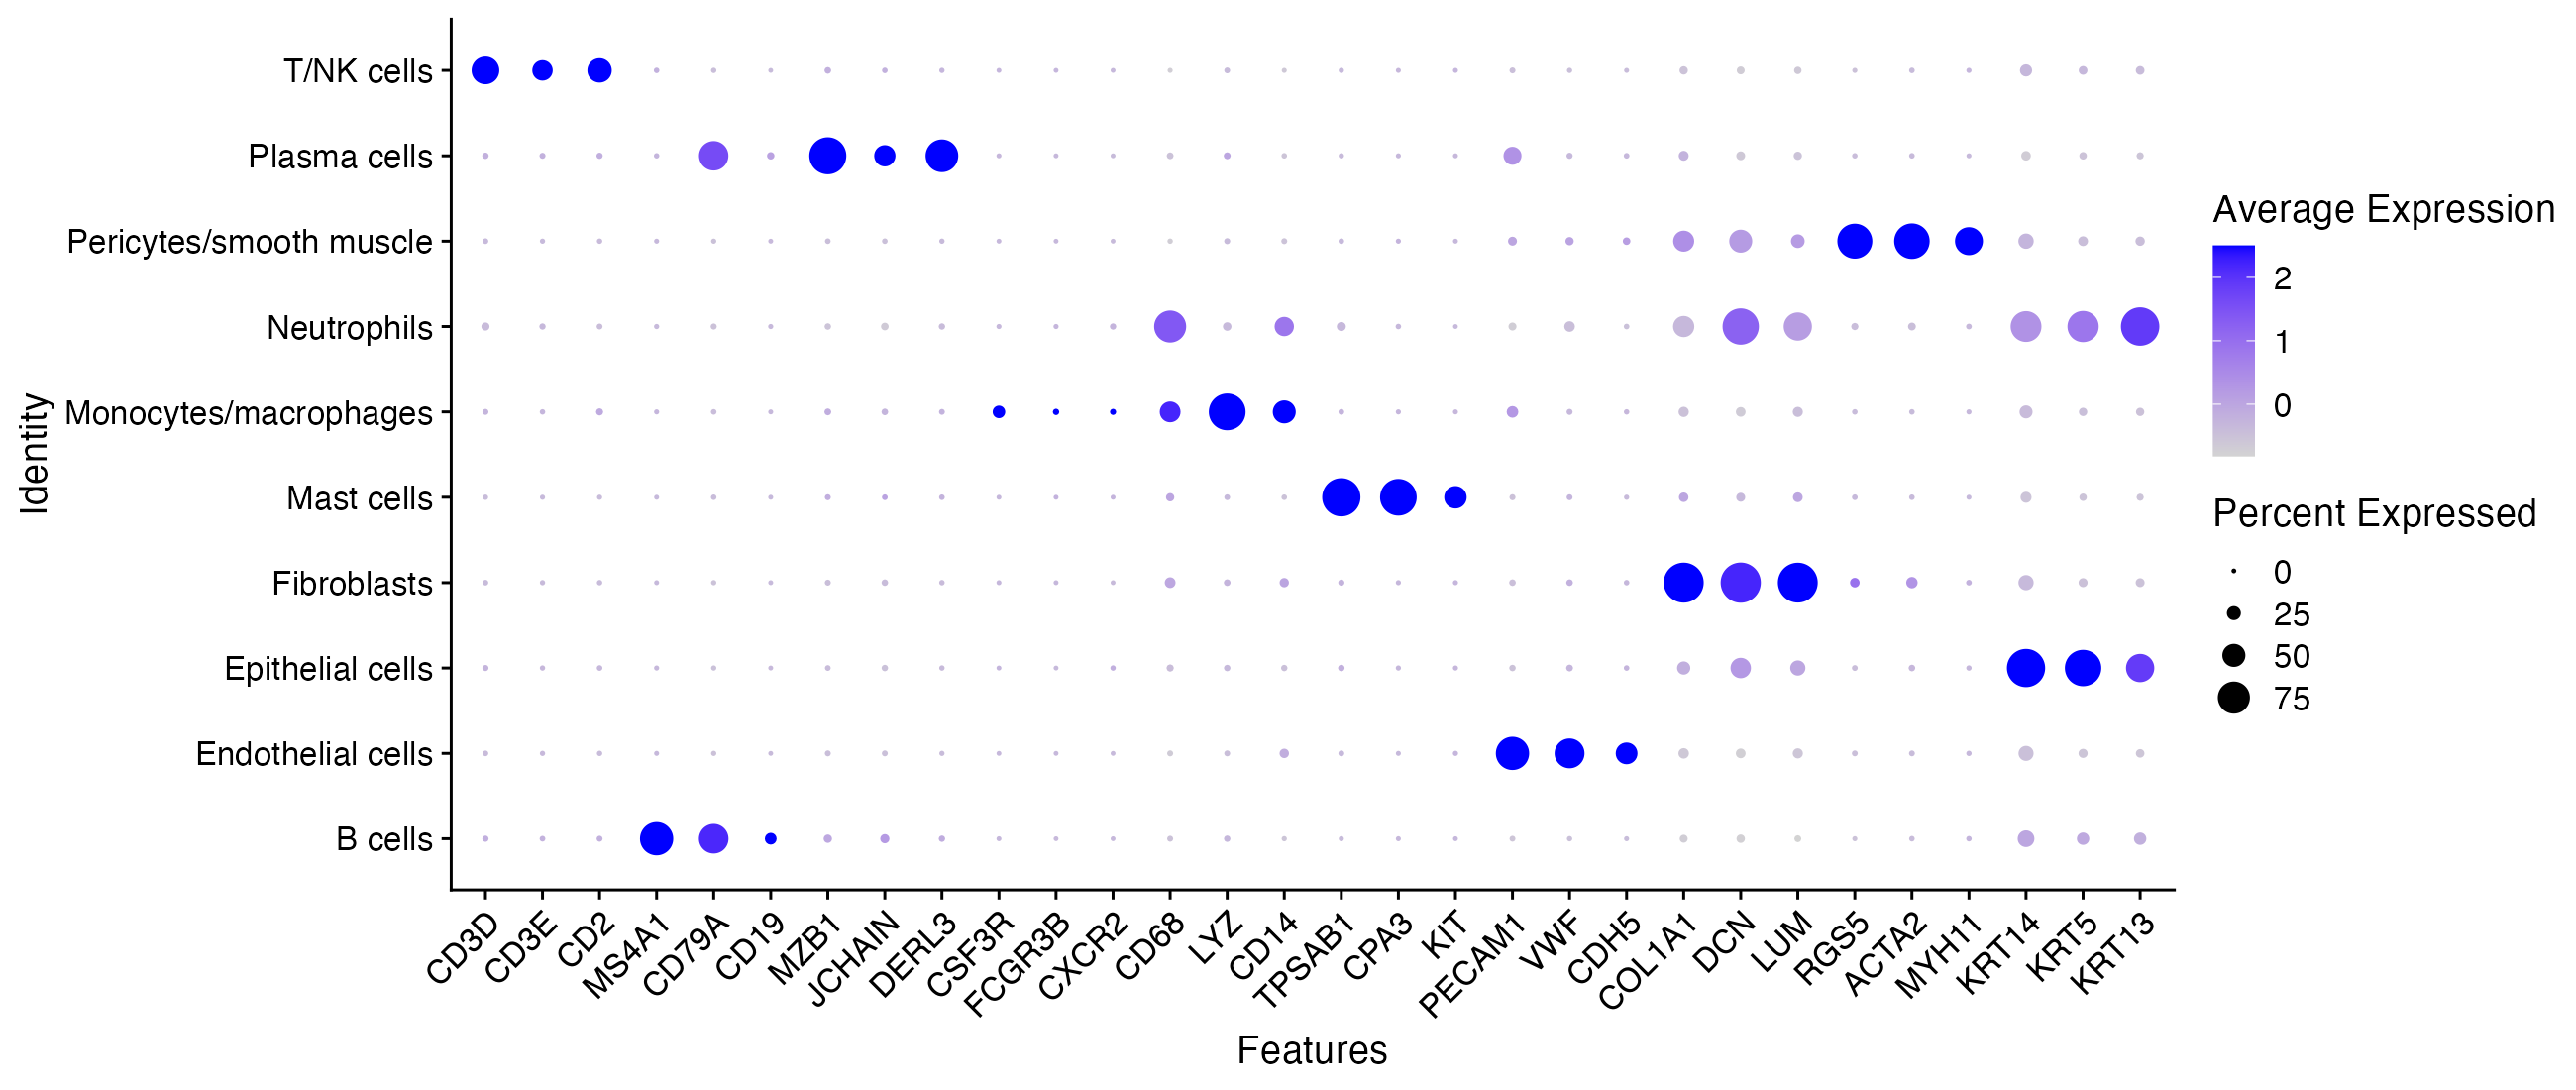 Identity
T/NK cells
Plasma cells
Pericytes/smooth muscle
Neutrophils
Monocytes/macrophages
Mast cells
Fibroblasts
Epithelial cells
Endothelial cells
B cells
CD3D
CD3E
CD2
MS4A1
CD79A
CD19
MZB1
JCHAIN
DERL3
CSF3R
FCGR3B
CXCR2
CD68
LYZ
CD14
TPSAB1
CPA3
KIT
PECAM1
VWF
CDH5
COL1A1
DCN
LUM
RGS5
ACTA2
MYH11
KRT14
KRT5
KRT13
Features
Average Expression
2
1
0
Percent Expressed
0
25
50
75